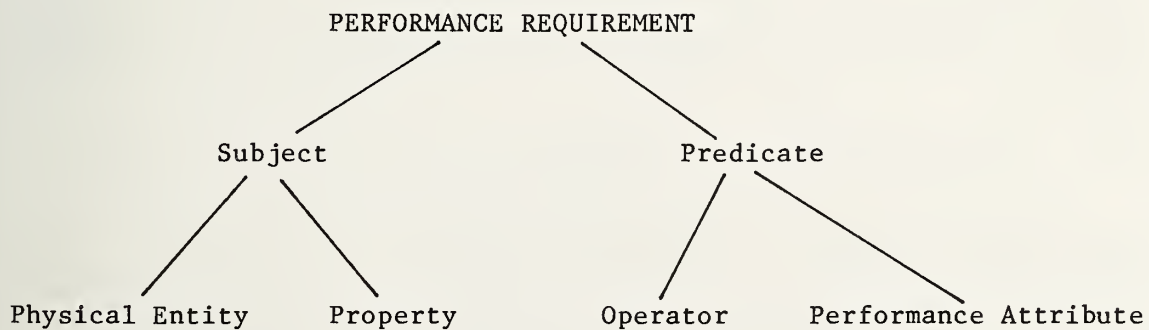 PERFORMANCE REQUIREMENT
Subject Predicate
Physical Entity Property Operator Performance Attribute